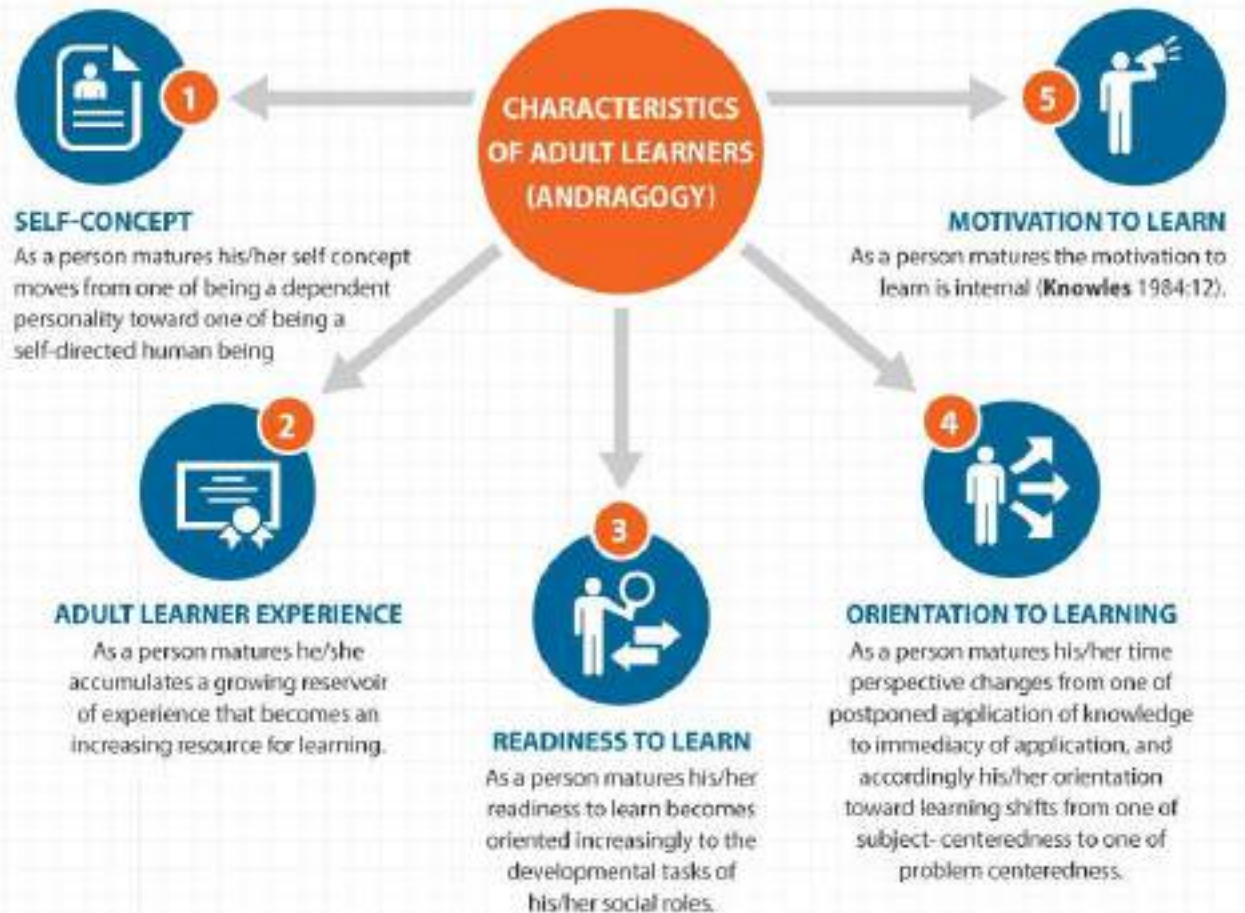 CHARACTERISTICS
OF ADULT LEARNERS
(ANDRAGOGY)
1
SELF-CONCEPT
As a person matures his/her self concept
moves from one of being a dependent
personality toward one of being a
self-directed human being
2
ADULT LEARNER EXPERIENCE
As a person matures he/she
accumulates a growing reservoir
of experience that becomes an
increasing resource for learning.
3
READINESS TO LEARN
As a person matures his/her
readiness to learn becomes
oriented increasingly to the
developmental tasks of
his/her social roles.
4
ORIENTATION TO LEARNING
As a person matures his/her time
perspective changes from one of
postponed application of knowledge
to immediacy of application, and
accordingly his/her orientation
toward learning shifts from one of
subject- centeredness to one of
problem centeredness.
5
MOTIVATION TO LEARN
As a person matures the motivation to
learn is internal (Knowles 1984:12).